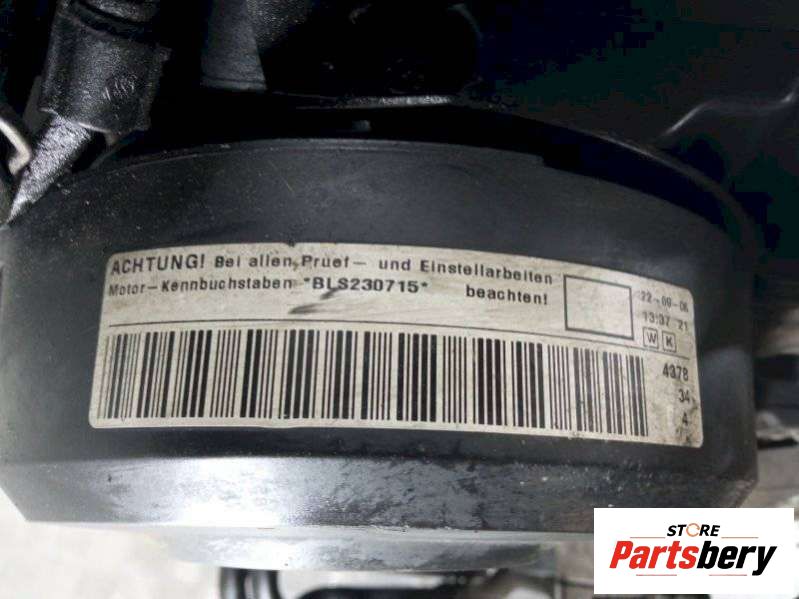 ACHTUNG! Bei allen Pruef- und Einstellarbeiten
Motor-Kennbuchstaben *BLS230715* beachten!
22-09-06
13:37 21
W K
4378
34
4
STORE
Partsbery